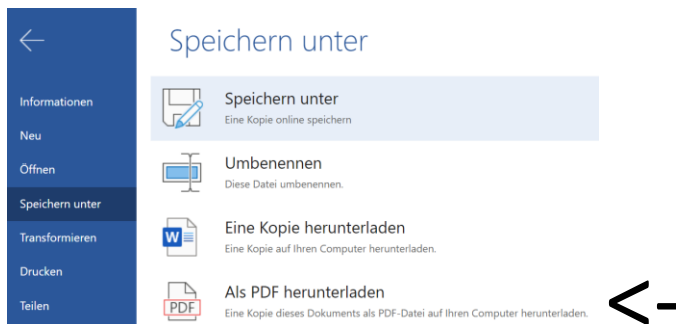 Speichern unter
Informationen
Neu
Öffnen
Speichern unter
Transformieren
Drucken
Teilen
Speichern unter
Eine Kopie online speichern
Umbenennen
Diese Datei umbenennen.
W
Eine Kopie herunterladen
Eine Kopie auf Ihren Computer herunterladen.
PDF
Als PDF herunterladen
Eine Kopie dieses Dokuments als PDF-Datei auf Ihren Computer herunterladen.
<-